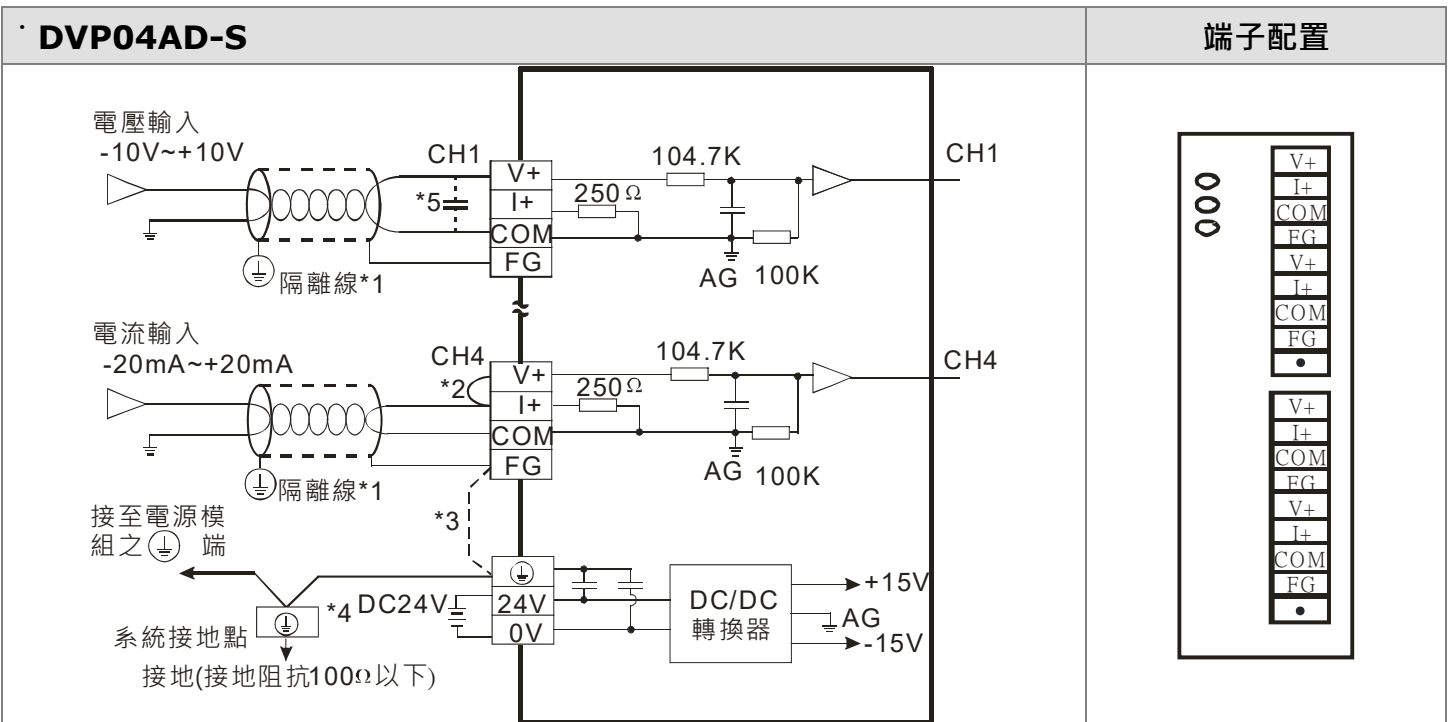 DVP04AD-S
端子配置
電壓輸入
-10V~+10V
CH1
*5
V+
I+
COM
FG
隔離線*1
104.7K
250Ω
AG
100K
CH1
電流輸入
-20mA~+20mA
CH4
*2
V+
I+
COM
FG
隔離線*1
104.7K
250Ω
AG
100K
CH4
*3
接至電源模
組之 端
*4
DC24V
24V
0V
DC/DC
轉換器
+15V
AG
-15V
系統接地點
接地(接地阻抗100Ω以下)
V+
I+
COM
FG
V+
I+
COM
FG
•
V+
I+
COM
FG
V+
I+
COM
FG
•